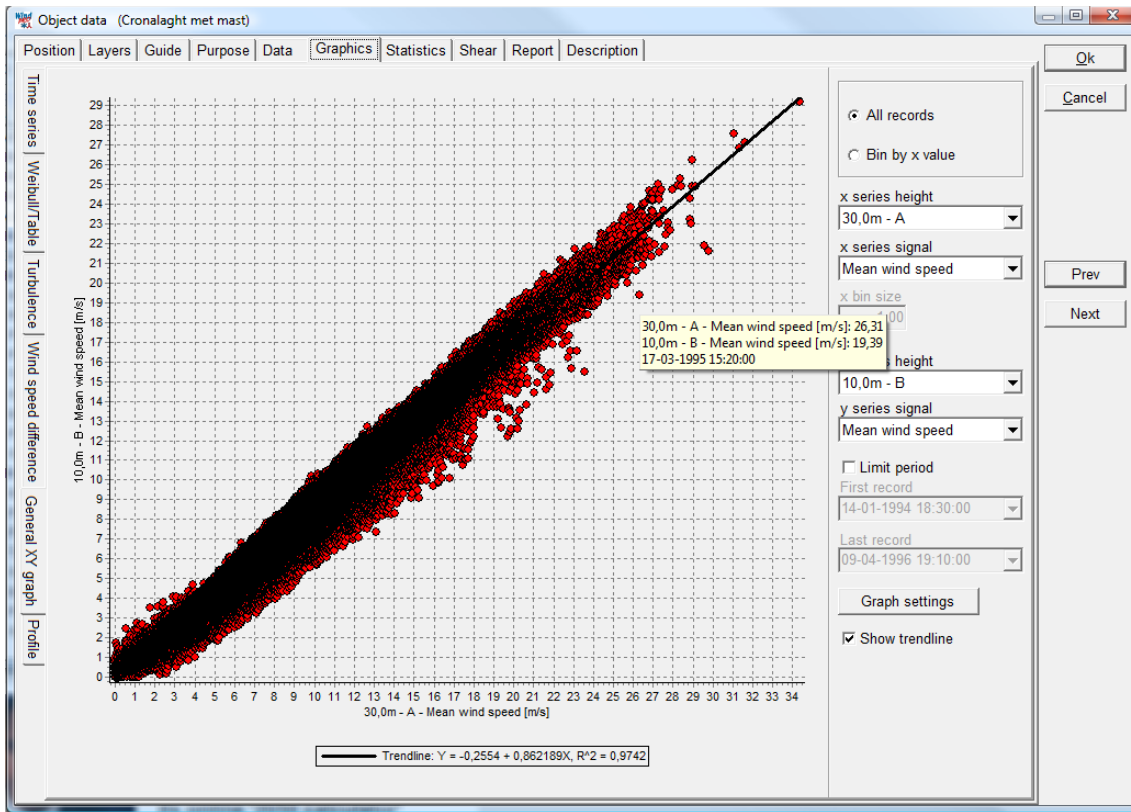 Object data (Cronalaght met mast)
Position Layers Guide Purpose Data Graphics Statistics Shear Report Description
Ok
Cancel
Prev
Next
Time series
Weibull/Table
Turbulence
Wind speed difference
General XY graph
Profile
10,0m - B - Mean wind speed [m/s]
29
28
27
26
25
24
23
22
21
20
19
18
17
16
15
14
13
12
11
10
9
8
7
6
5
4
3
2
1
0
0 1 2 3 4 5 6 7 8 9 10 11 12 13 14 15 16 17 18 19 20 21 22 23 24 25 26 27 28 29 30 31 32 33 34
30,0m - A - Mean wind speed [m/s]
Trendline: Y = -0,2554 + 0,862189X, R^2 = 0,9742
30,0m - A - Mean wind speed [m/s]: 26,31
10,0m - B - Mean wind speed [m/s]: 19,39
17-03-1995 15:20:00
All records
Bin by x value
x series height
30,0m - A
x series signal
Mean wind speed
x bin size
1,00
height
10,0m - B
y series signal
Mean wind speed
Limit period
First record
14-01-1994 18:30:00
Last record
09-04-1996 19:10:00
Graph settings
Show trendline